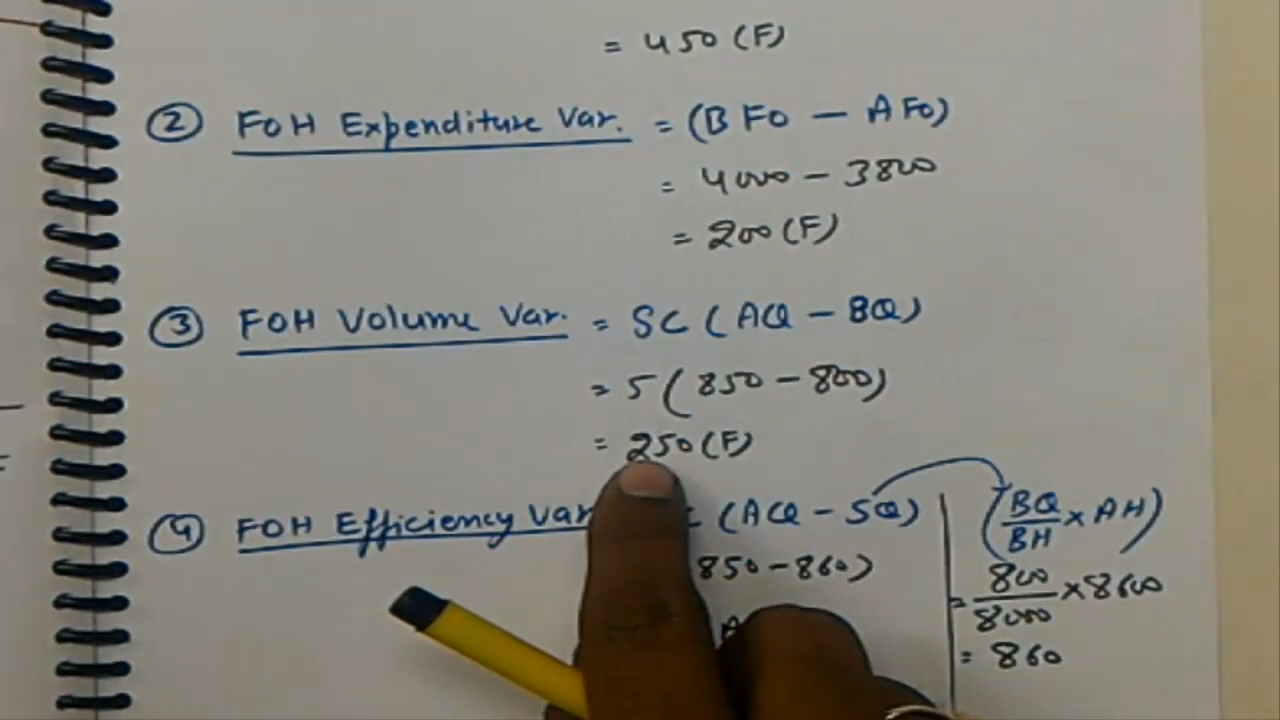 = 450 (F)
② FOH Expenditure Var. = (BFO - AFO)
= 4000 - 3800
= 200 (F)
③ FOH Volume Var. = SC (AQ - BQ)
= 5 (850 - 800)
= 250 (F)
④ FOH Efficiency Var (AQ - SQ) (BQ/BH × AH)
850 - 860) = 800/8000 × 8600
= 860